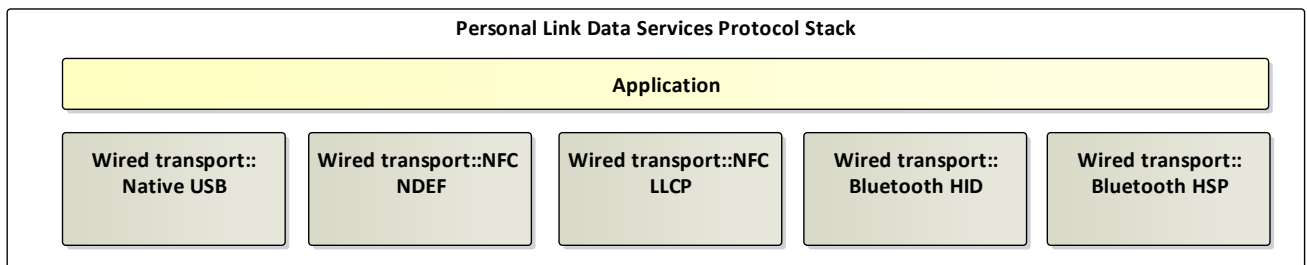 Personal Link Data Services Protocol Stack
Application
Wired transport::
Native USB
Wired transport::NFC
NDEF
Wired transport::NFC
LLCP
Wired transport::
Bluetooth HID
Wired transport::
Bluetooth HSP